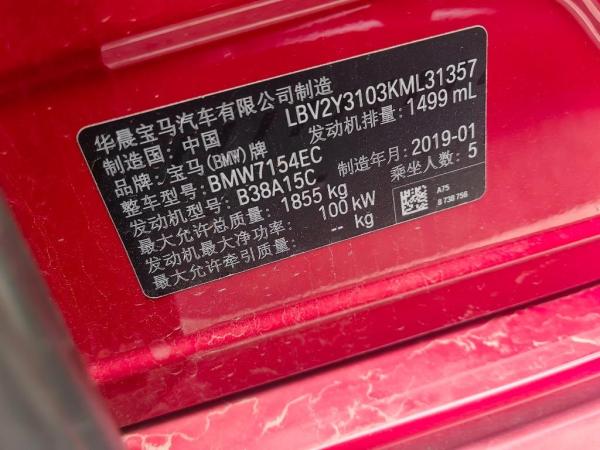 华晨宝马汽车有限公司制造
制造国：中国 LBV2Y3103KML31357
品牌：宝马(BMW)牌 发动机排量：1499 mL
整车型号：BMW7154EC
发动机型号：B38A15C 制造年月：2019-01
最大允许总质量：1855 kg 乘坐人数：5
发动机最大净功率：100 kW
最大允许牵引质量：-- kg
A75
8 738 756